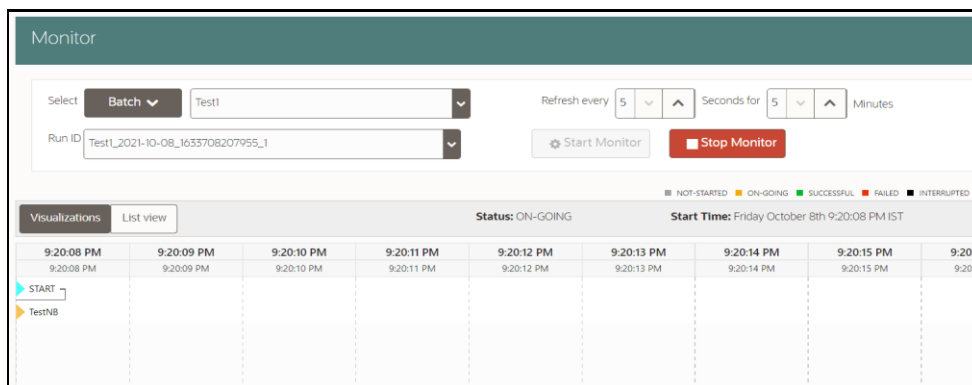 Monitor
Select Batch Test1 Refresh every 5 Seconds for 5 Minutes
Run ID Test1_2021-10-08_1633708207955_1 Start Monitor Stop Monitor
NOT-STARTED ON-GOING SUCCESSFUL FAILED INTERRUPTED
Visualizations List view Status: ON-GOING Start Time: Friday October 8th 9:20:08 PM IST
9:20:08 PM 9:20:09 PM 9:20:10 PM 9:20:11 PM 9:20:12 PM 9:20:13 PM 9:20:14 PM 9:20:15 PM 9:20
9:20:08 PM 9:20:09 PM 9:20:10 PM 9:20:11 PM 9:20:12 PM 9:20:13 PM 9:20:14 PM 9:20:15 PM 9:20
START
TestNB